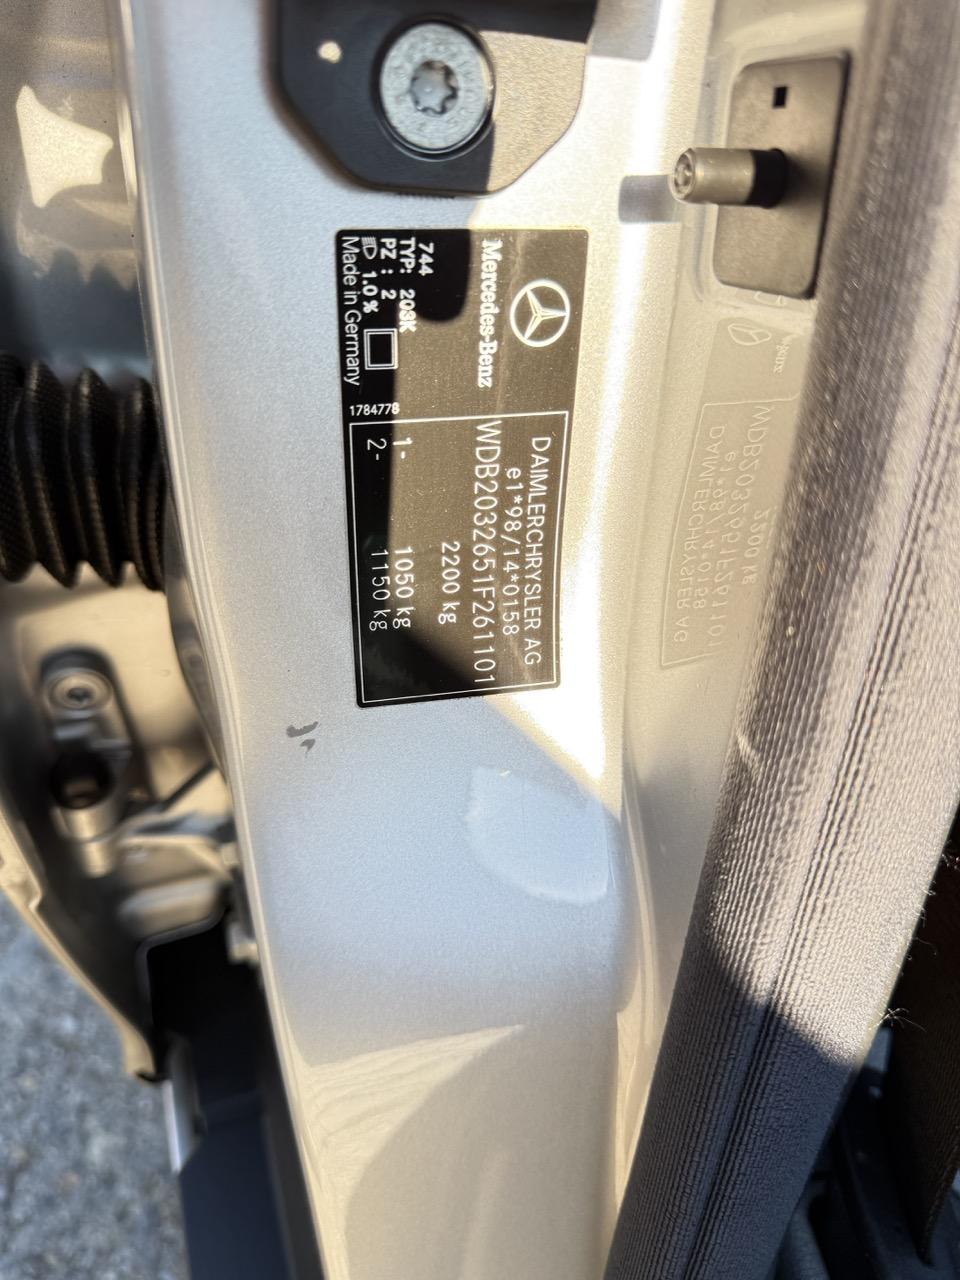 Mercedes-Benz
744
TYP: 203K
PZ : 2
1.0 %
Made in Germany
1784778
DAIMLERCHRYSLER AG
e1*98/14*0158
WDB2032651F261101
2200 kg
1- 1050 kg
2- 1150 kg